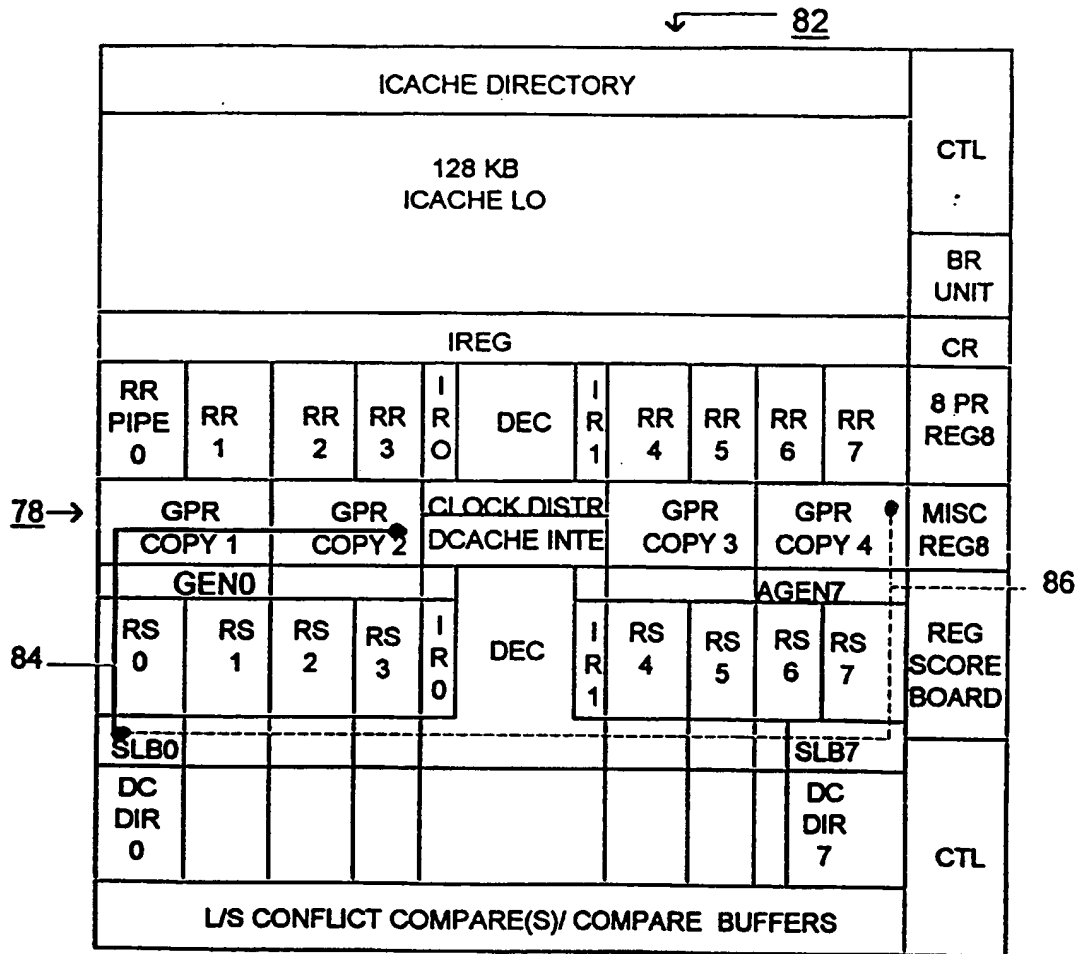 82
ICACHE DIRECTORY
128 KB
ICACHE LO
CTL
BR
UNIT
IREG
CR
RR
PIPE
0
RR
1
RR
2
RR
3
I
R
O
DEC
I
R
1
RR
4
RR
5
RR
6
RR
7
8 PR
REG8
78
GPR
COPY 1
GPR
COPY 2
CLOCK DISTR
DCACHE INTE
GPR
COPY 3
GPR
COPY 4
MISC
REG8
GEN0
AGEN7
86
84
RS
0
RS
1
RS
2
RS
3
I
R
0
DEC
I
R
1
RS
4
RS
5
RS
6
RS
7
REG
SCORE
BOARD
SLB0
SLB7
DC
DIR
0
DC
DIR
7
CTL
L/S CONFLICT COMPARE(S)/ COMPARE BUFFERS